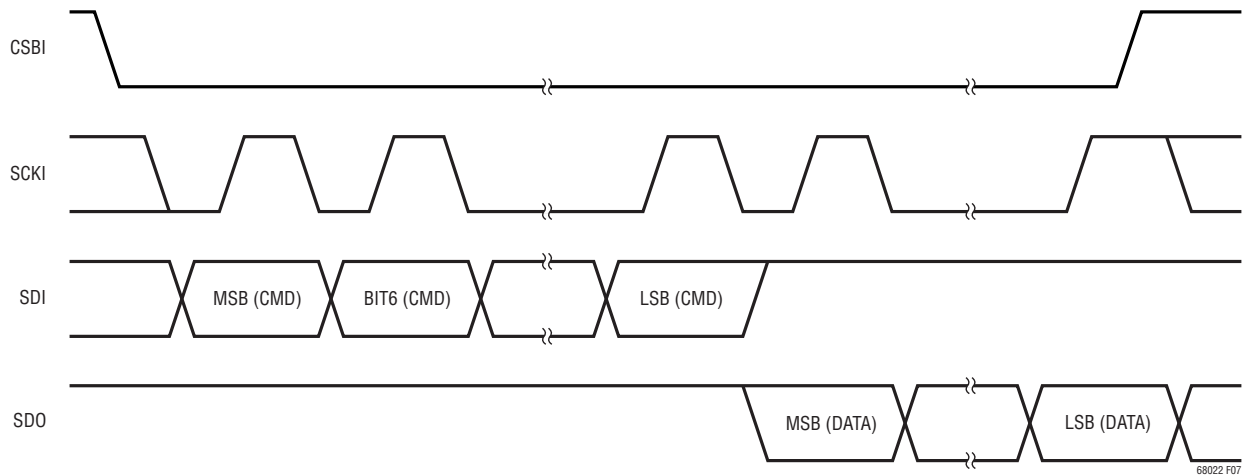 CSBI
SCKI
SDI
MSB (CMD)
BIT6 (CMD)
LSB (CMD)
SDO
MSB (DATA)
LSB (DATA)
68022 F07